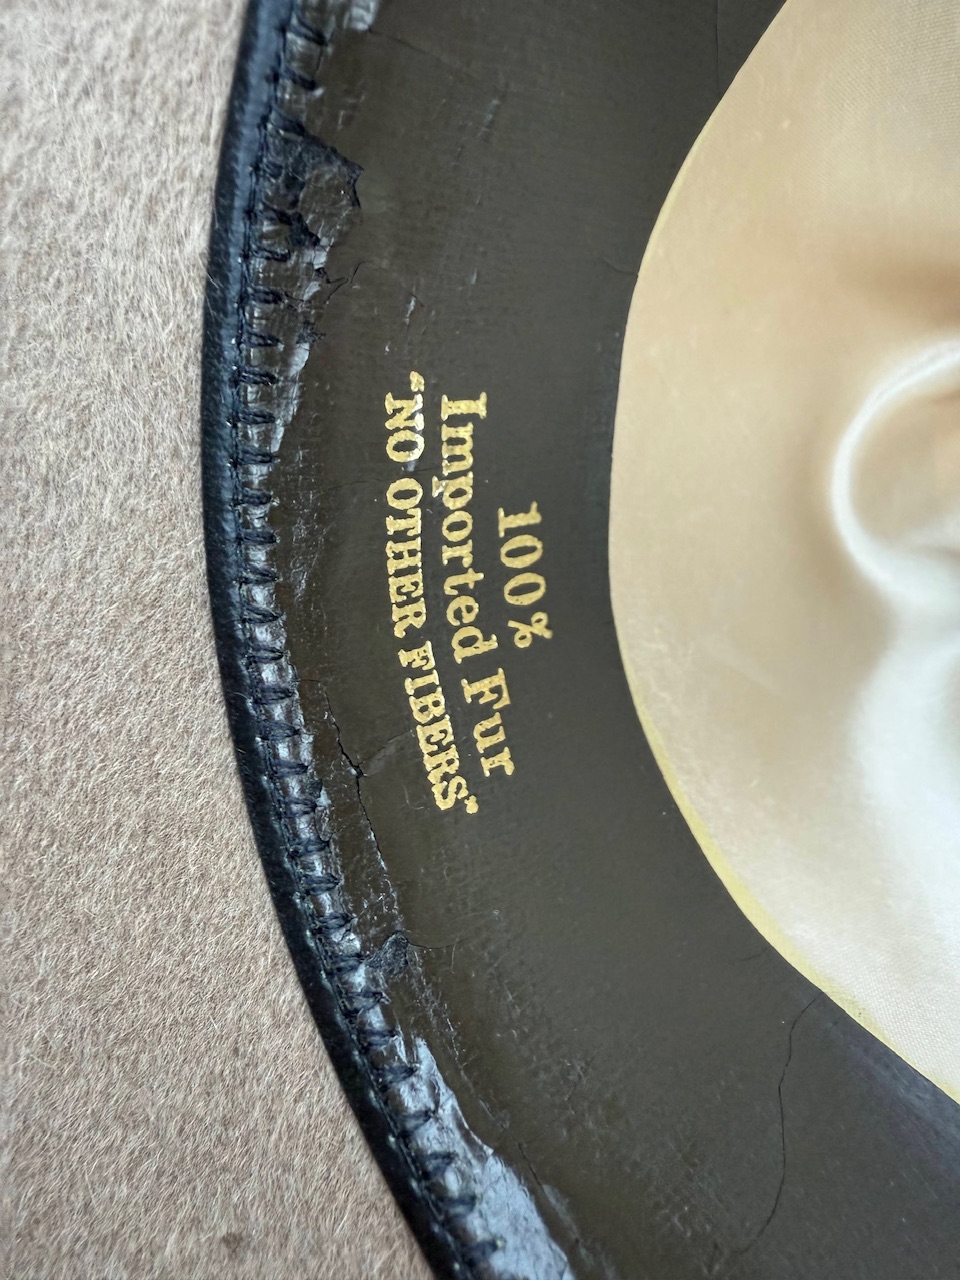 100%
Imported Fur
"NO OTHER FIBERS"